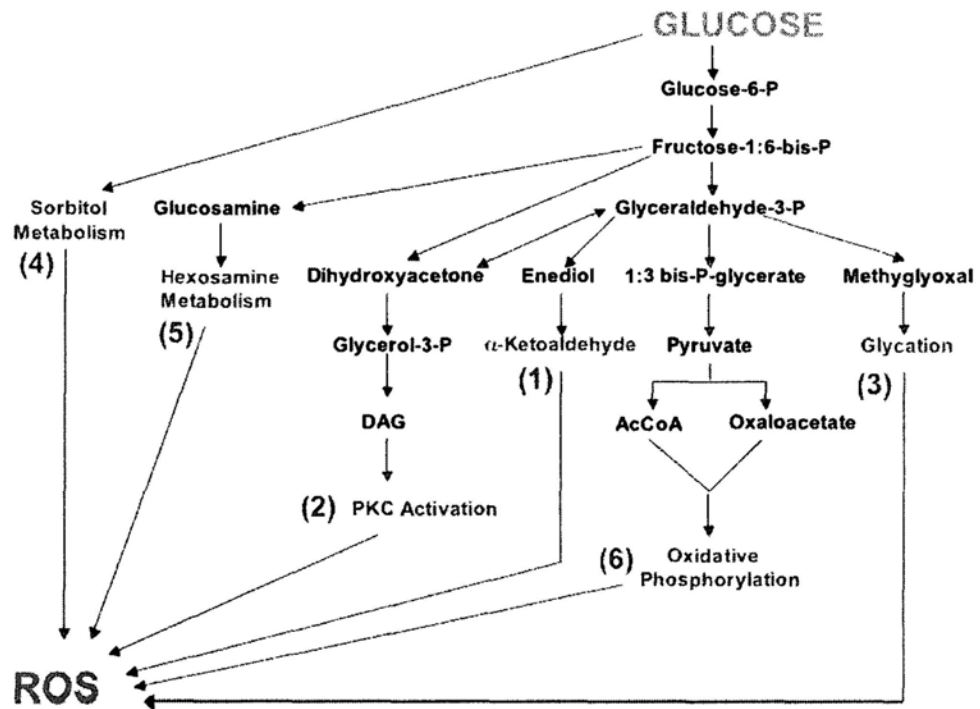 GLUCOSE
Glucose-6-P
Fructose-1:6-bis-P
Sorbitol
Metabolism
(4)
Glucosamine
Glyceraldehyde-3-P
Hexosamine
Metabolism
(5)
Dihydroxyacetone
Enediol
1:3 bis-P-glycerate
Methyglyoxal
Glycerol-3-P
α-Ketoaldehyde
(1)
Pyruvate
Glycation
(3)
DAG
AcCoA
Oxaloacetate
(2) PKC Activation
(6)
Oxidative
Phosphorylation
ROS